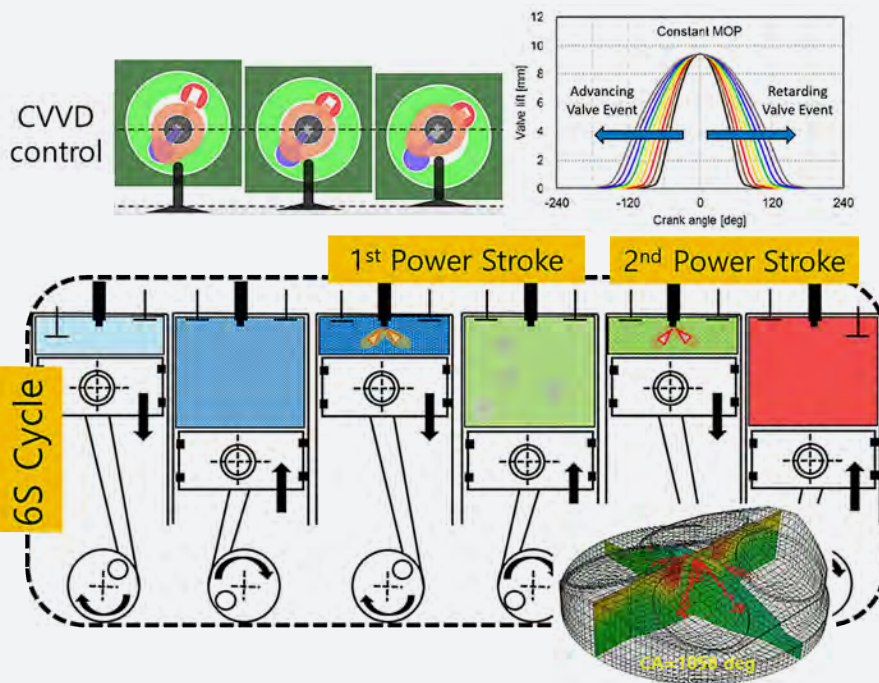 CVVD
control
Constant MOP
Advancing
Valve Event
Retarding
Valve Event
Valve lift [mm]
12
10
8
6
4
2
0
-240
-120
0
120
240
Crank angle [deg]
1st Power Stroke
2nd Power Stroke
6S Cycle
CA=1050 deg